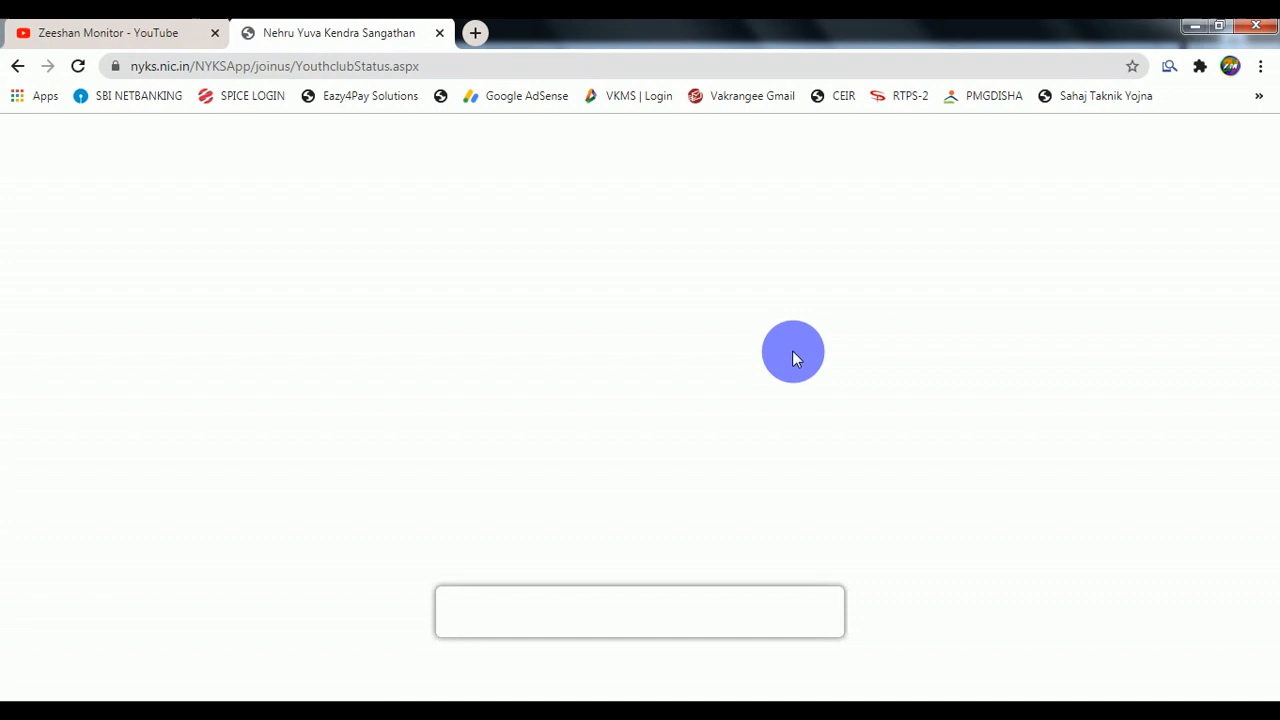 Zeeshan Monitor - YouTube Nehru Yuva Kendra Sangathan
nyks.nic.in/NYKSApp/joinus/YouthclubStatus.aspx
Apps SBI NETBANKING SPICE LOGIN Eazy4Pay Solutions Google AdSense VKMS | Login Vakrangee Gmail CEIR RTPS-2 PMGDISHA Sahaj Taknik Yojna »